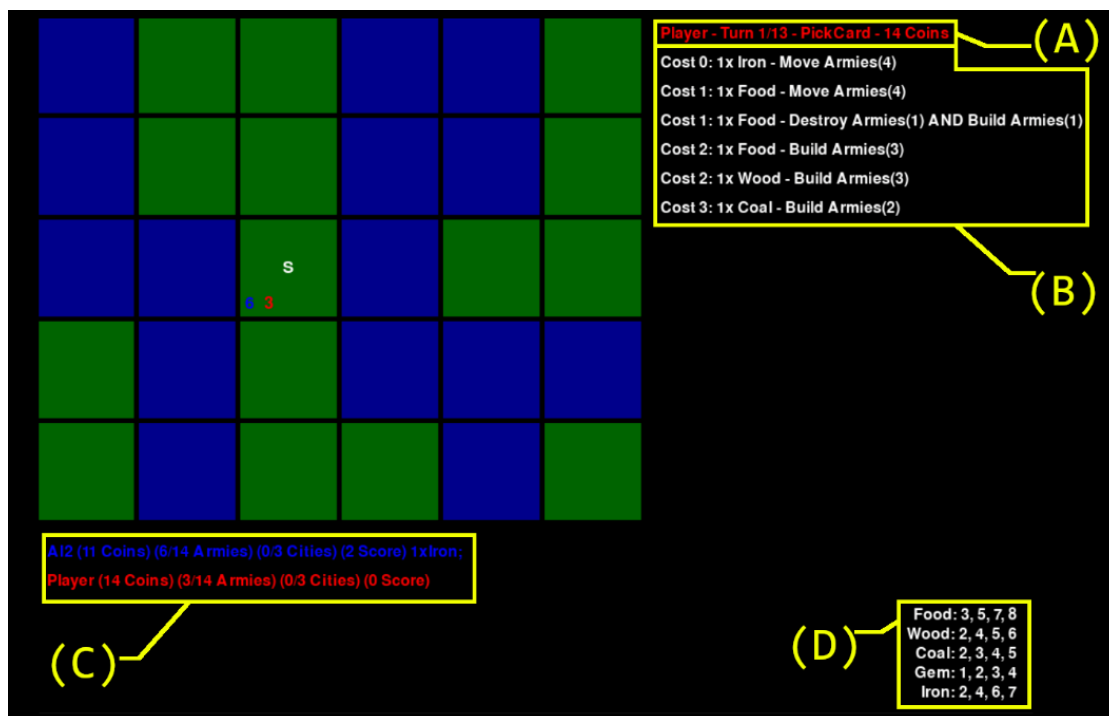 Player - Turn 1/13 - PickCard - 14 Coins
(A)
Cost 0: 1x Iron - Move Armies(4)
Cost 1: 1x Food - Move Armies(4)
Cost 1: 1x Food - Destroy Armies(1) AND Build Armies(1)
Cost 2: 1x Food - Build Armies(3)
Cost 2: 1x Wood - Build Armies(3)
Cost 3: 1x Coal - Build Armies(2)
(B)
S
6 3
AI2 (11 Coins) (6/14 Armies) (0/3 Cities) (2 Score) 1xIron;
Player (14 Coins) (3/14 Armies) (0/3 Cities) (0 Score)
(C)
(D)
Food: 3, 5, 7, 8
Wood: 2, 4, 5, 6
Coal: 2, 3, 4, 5
Gem: 1, 2, 3, 4
Iron: 2, 4, 6, 7